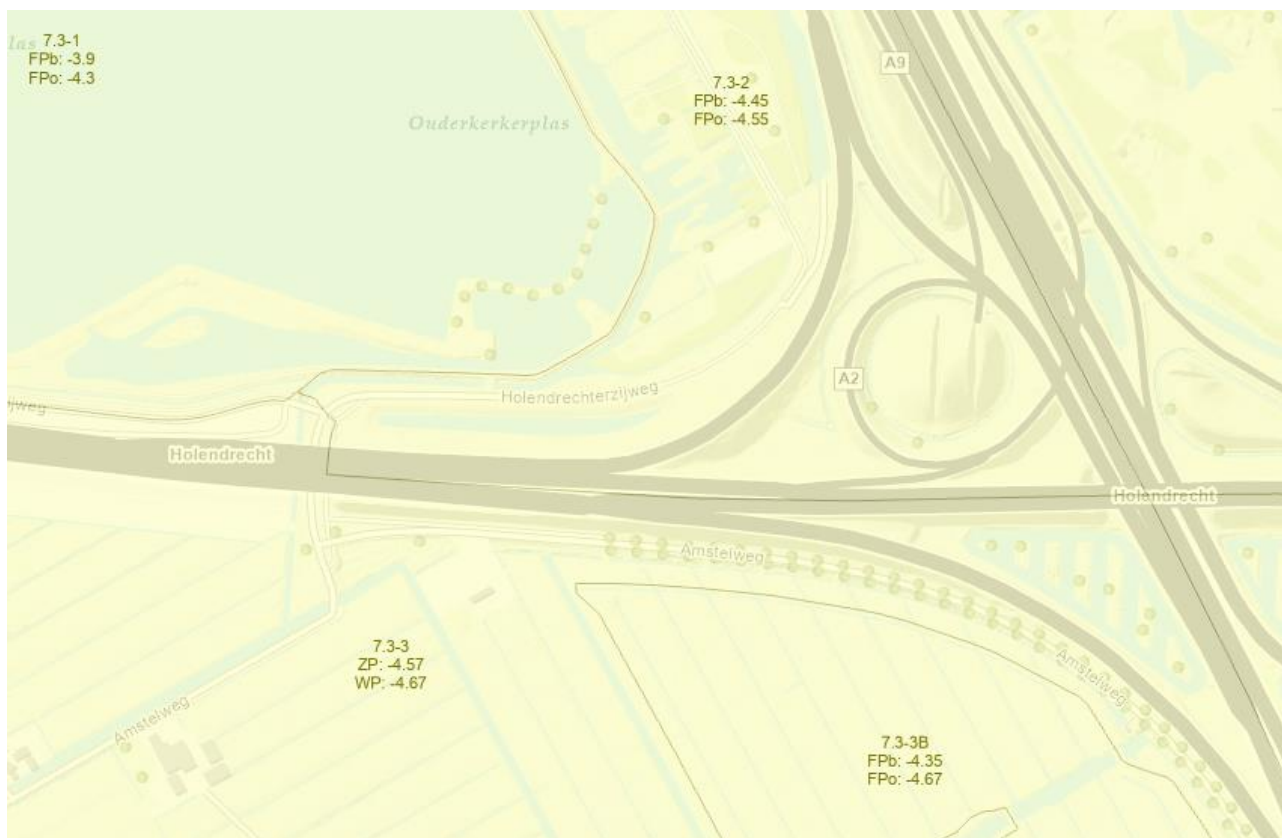 las
7.3-1
FPb: -3.9
FPo: -4.3
7.3-2
FPb: -4.45
FPo: -4.55
A9
Ouderkerkerplas
A2
Holendrechterzijweg
ijweg
Holendrecht
Holendrecht
Amstelweg
7.3-3
ZP: -4.57
WP: -4.67
Amstelweg
Amstelweg
7.3-3B
FPb: -4.35
FPo: -4.67